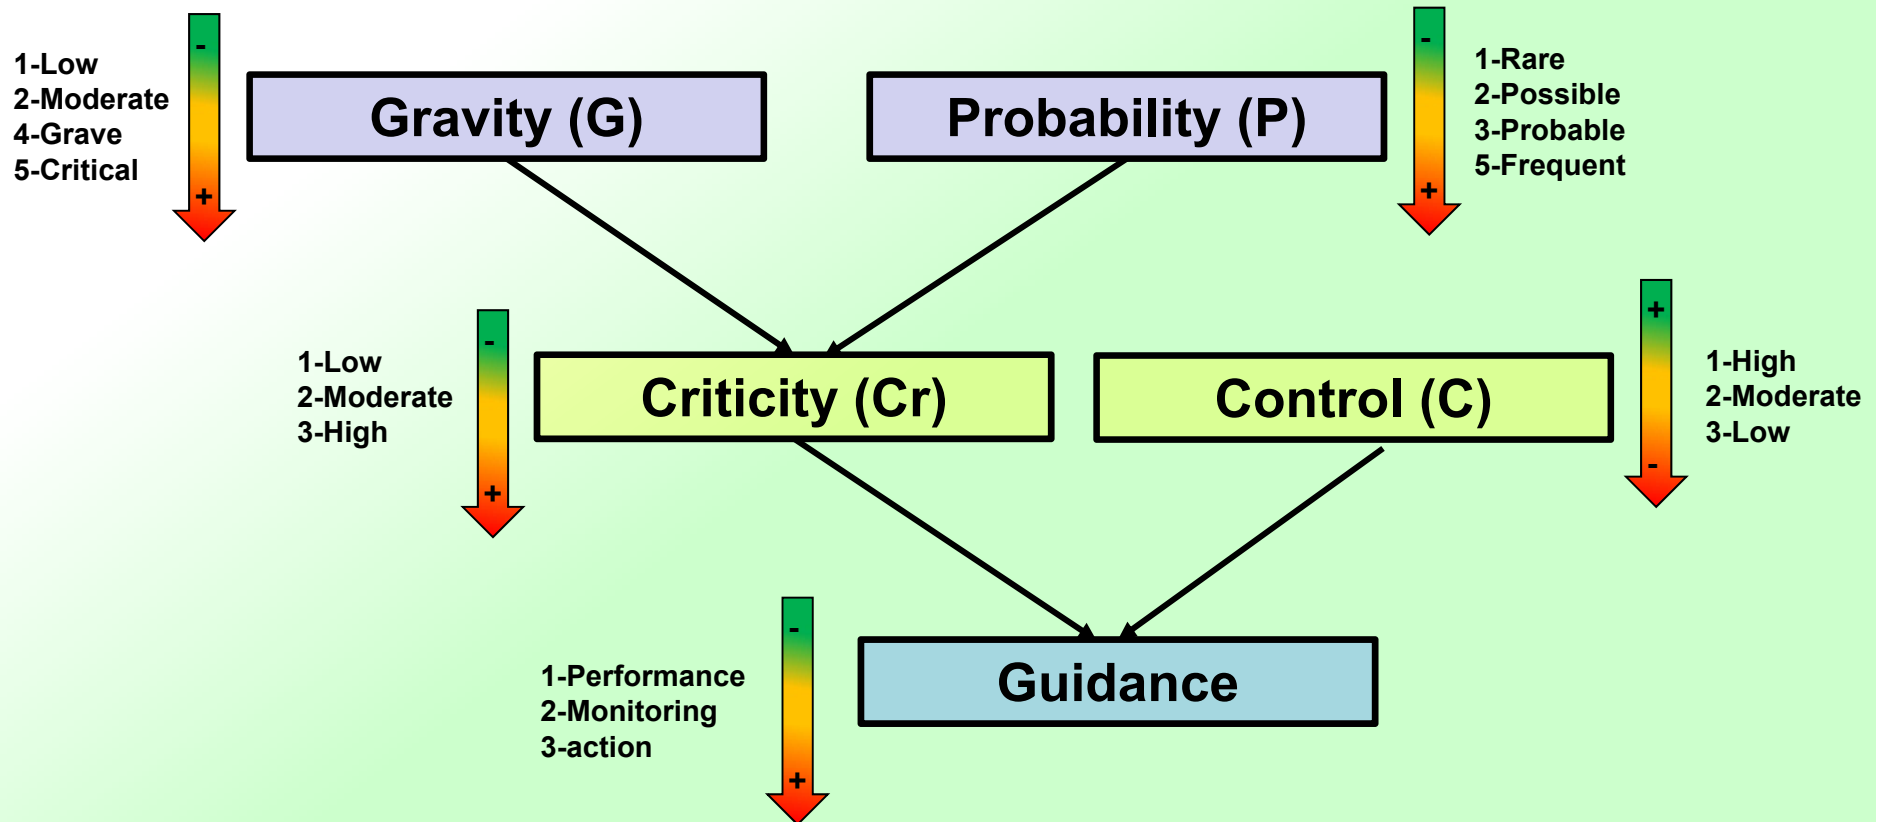 -
1-Low
2-Moderate
4-Grave
5-Critical
+
Gravity (G)
Probability (P)
-
1-Rare
2-Possible
3-Probable
5-Frequent
+
1-Low
2-Moderate
3-High
-
+
Criticity (Cr)
Control (C)
+
-
1-High
2-Moderate
3-Low
1-Performance
2-Monitoring
3-action
-
+
Guidance